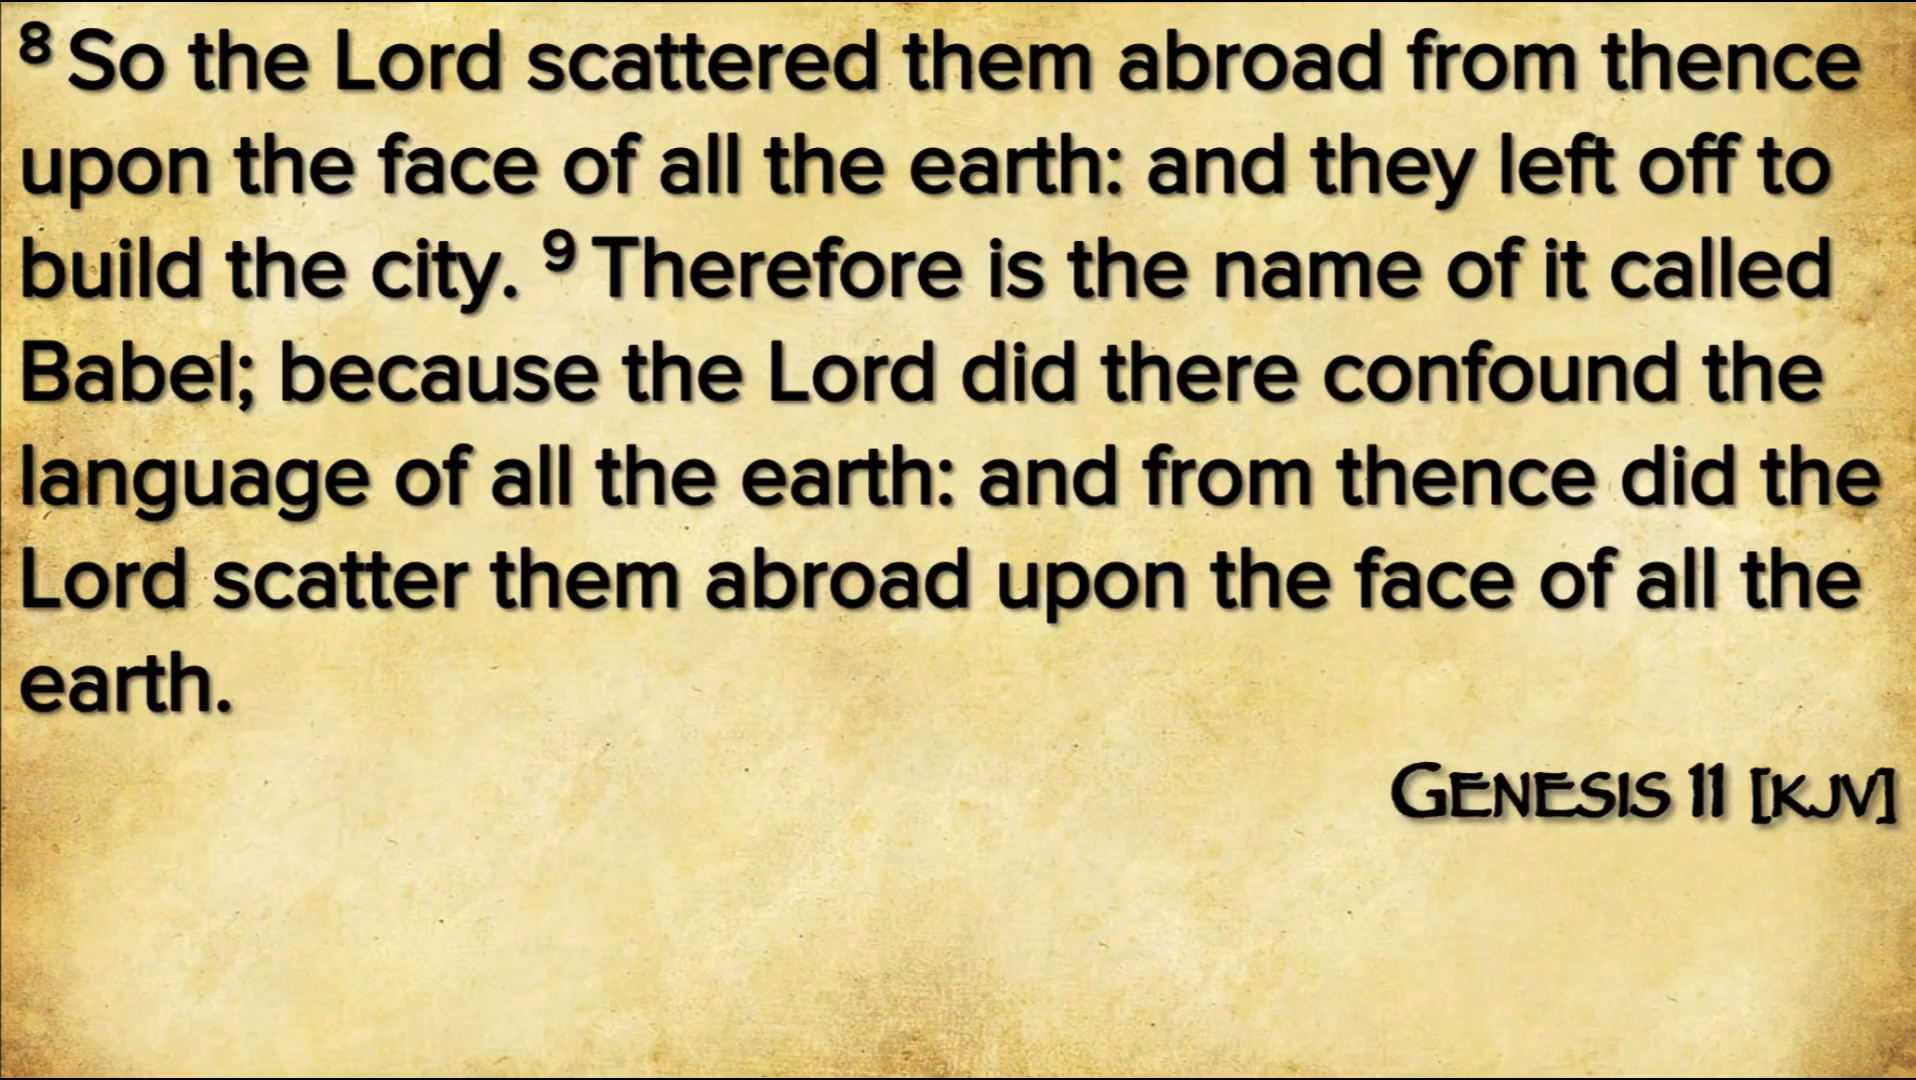 ⁸ So the Lord scattered them abroad from thence
upon the face of all the earth: and they left off to
build the city. ⁹ Therefore is the name of it called
Babel; because the Lord did there confound the
language of all the earth: and from thence did the
Lord scatter them abroad upon the face of all the
earth.
GENESIS 11 [KJV]